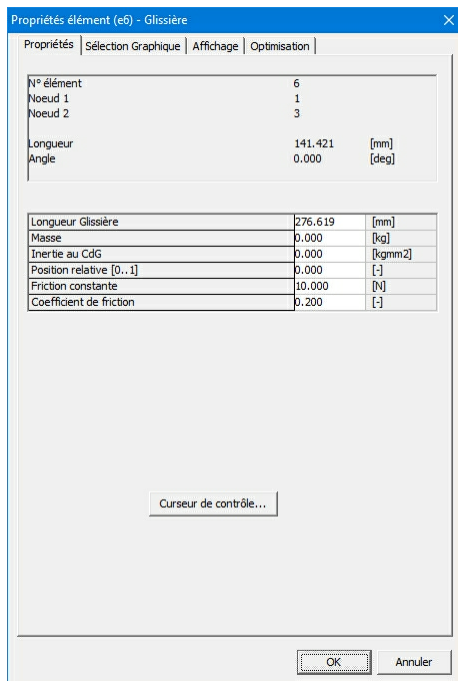 Propriétés élément (e6) - Glissière
Propriétés Sélection Graphique Affichage Optimisation
N° élément 6
Noeud 1 1
Noeud 2 3
Longueur 141.421 [mm]
Angle 0.000 [deg]
Longueur Glissière 276.619 [mm]
Masse 0.000 [kg]
Inertie au CdG 0.000 [kgmm2]
Position relative [0..1] 0.000 [-]
Friction constante 10.000 [N]
Coefficient de friction 0.200 [-]
Curseur de contrôle...
OK Annuler